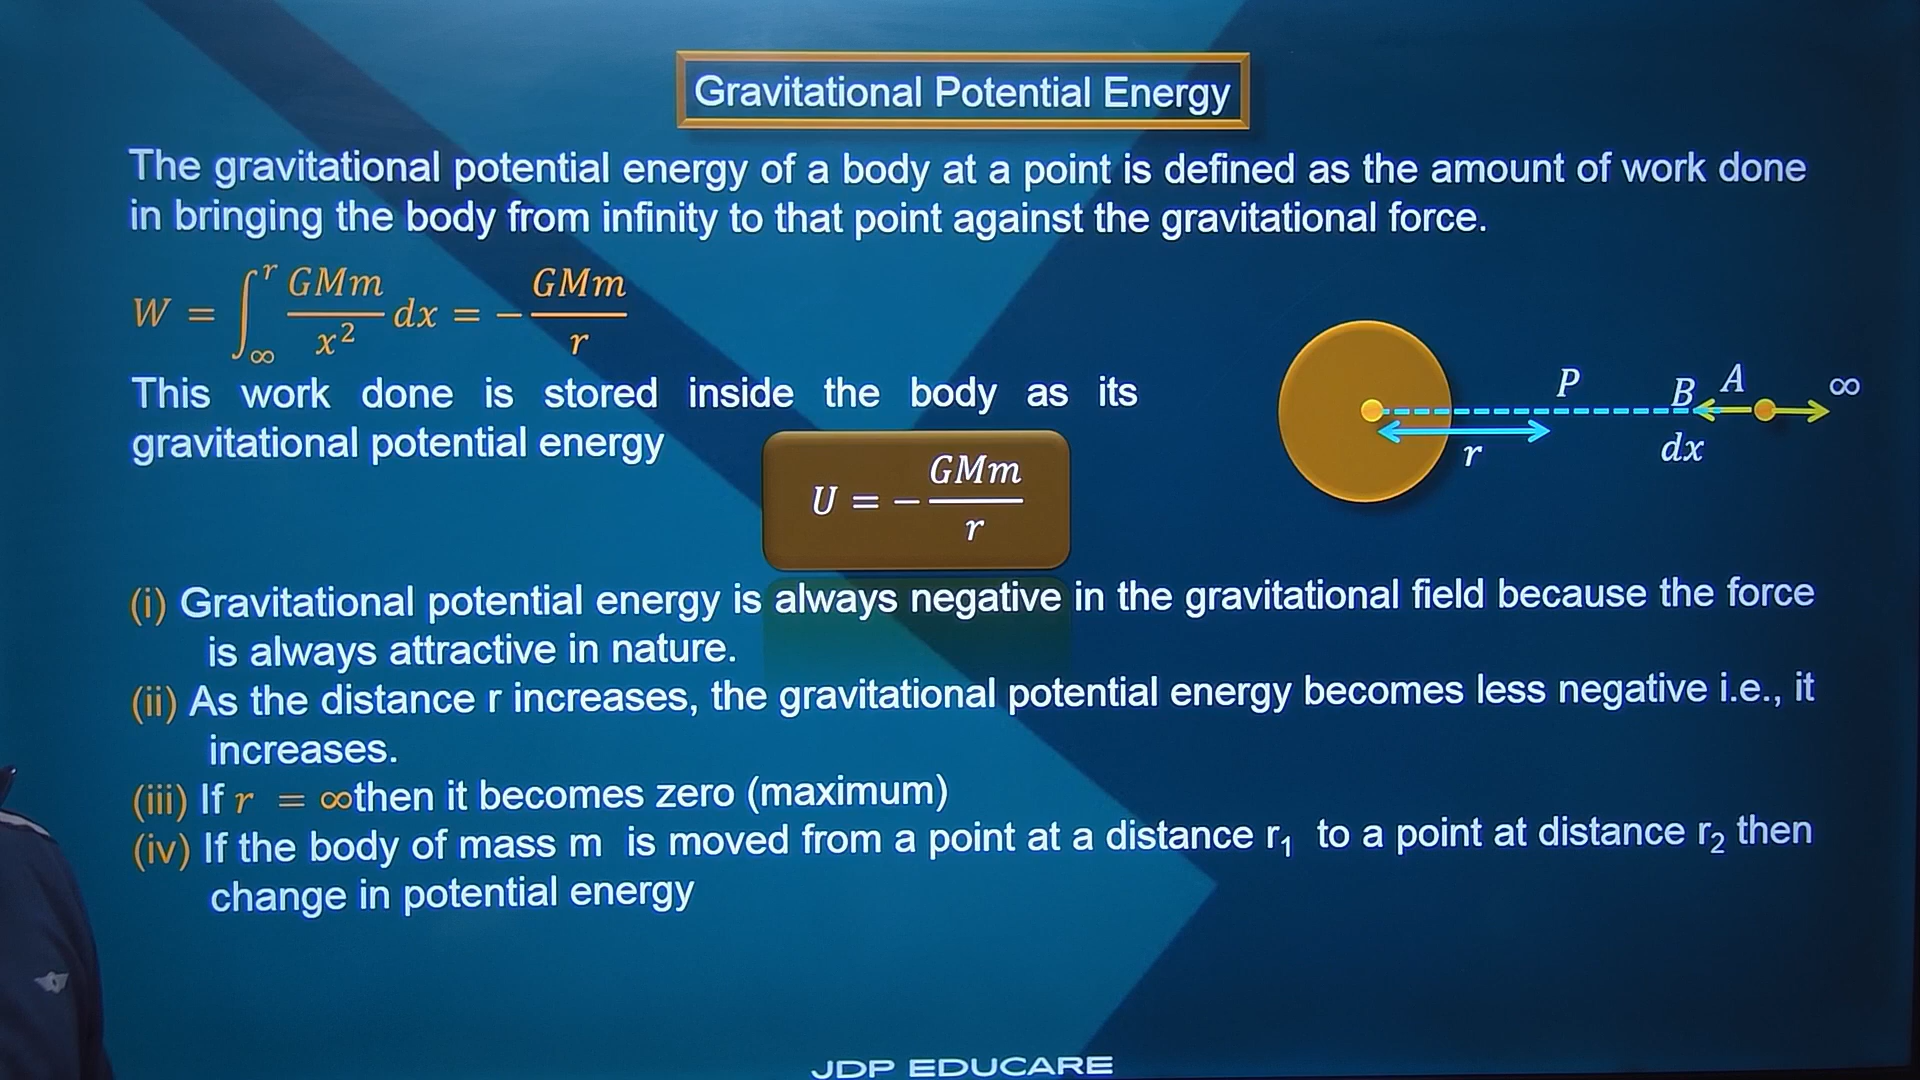 Gravitational Potential Energy
The gravitational potential energy of a body at a point is defined as the amount of work done
in bringing the body from infinity to that point against the gravitational force.
W = ∫_∞^r GMm/x² dx = − GMm/r
This work done is stored inside the body as its
gravitational potential energy
U = − GMm/r
P B A ∞
r dx
(i) Gravitational potential energy is always negative in the gravitational field because the force
is always attractive in nature.
(ii) As the distance r increases, the gravitational potential energy becomes less negative i.e., it
increases.
(iii) If r = ∞then it becomes zero (maximum)
(iv) If the body of mass m is moved from a point at a distance r₁ to a point at distance r₂ then
change in potential energy
JDP EDUCARE